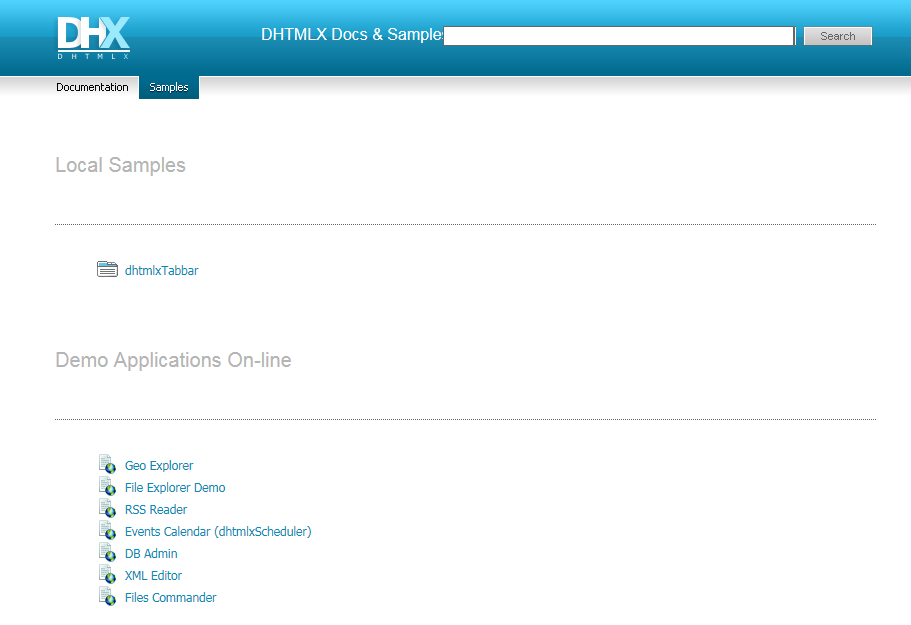 DHX
DHTMLX
DHTMLX Docs & Sample
Search
Documentation
Samples
Local Samples
dhtmlxTabbar
Demo Applications On-line
Geo Explorer
File Explorer Demo
RSS Reader
Events Calendar (dhtmlxScheduler)
DB Admin
XML Editor
Files Commander